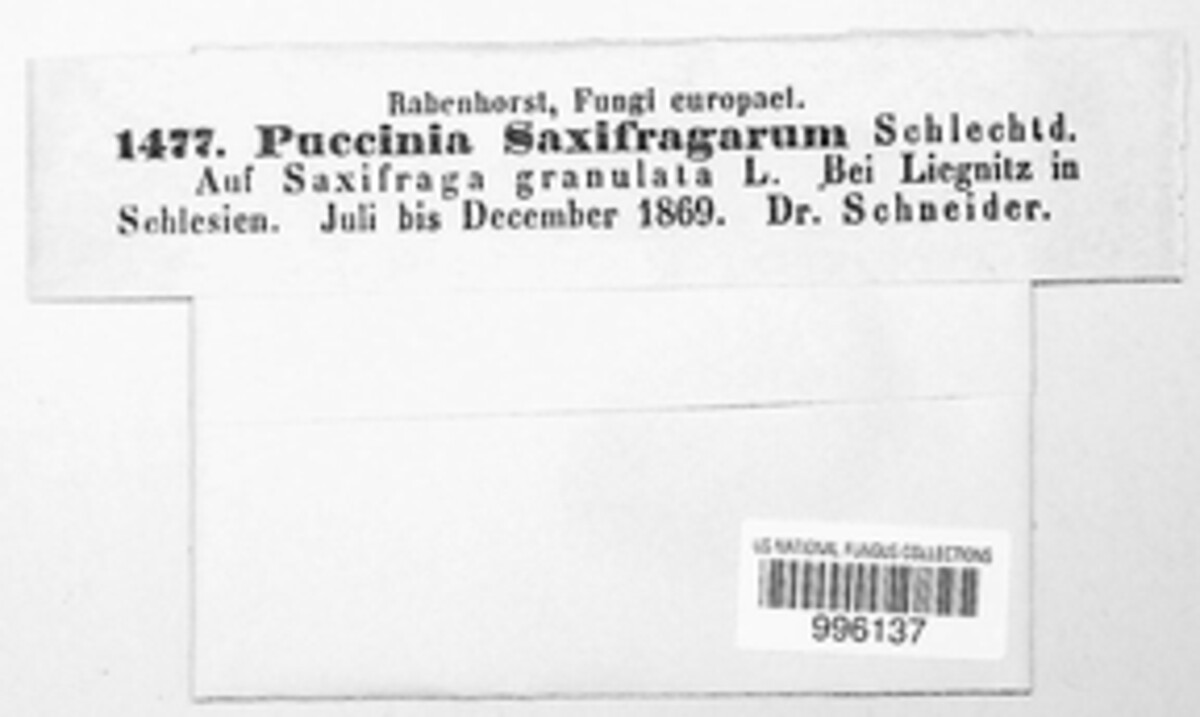 Rabenhorst, Fungi europaei.
1477. Puccinia Saxifragarum Schlechtd.
Auf Saxifraga granulata L. Bei Liegnitz in
Schlesien. Juli bis December 1869. Dr. Schneider.
US NATIONAL FUNGUS COLLECTIONS
996137